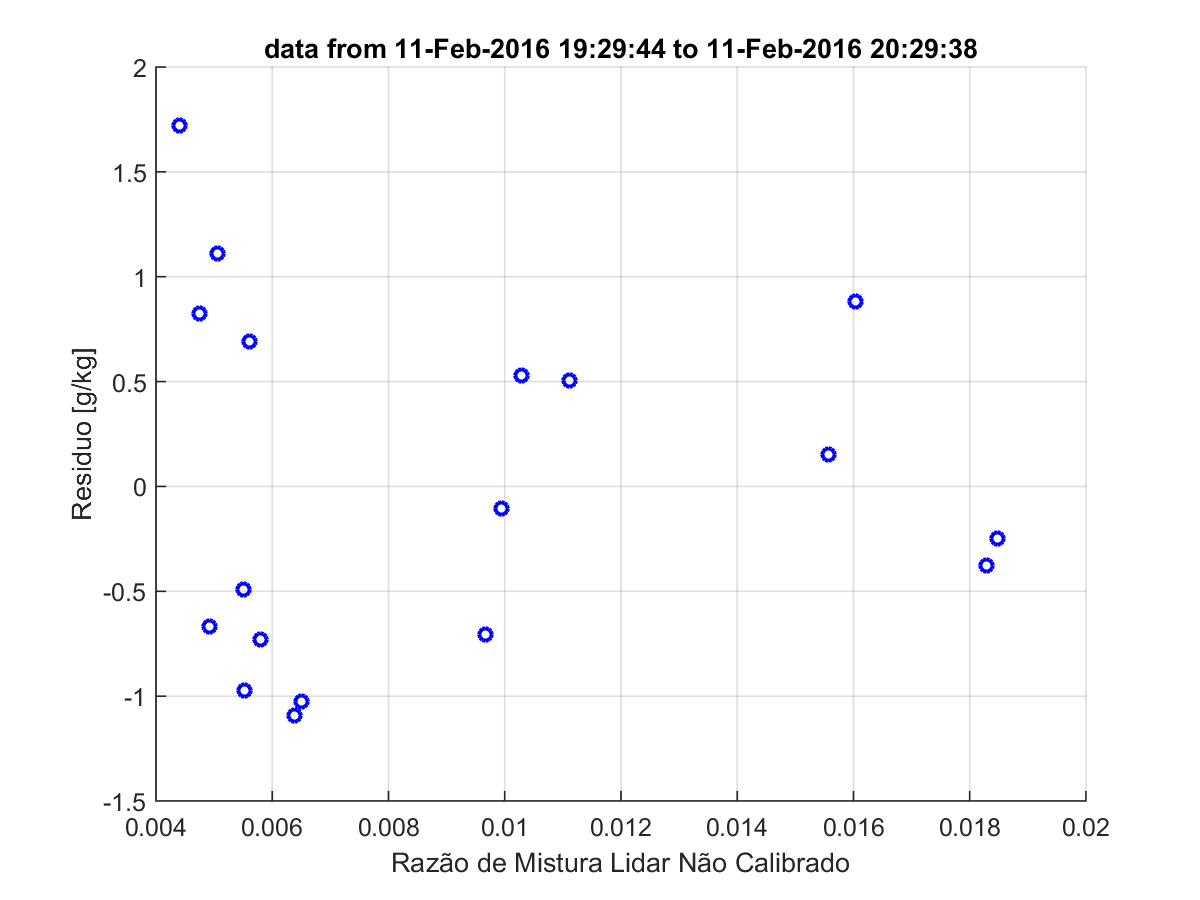 data from 11-Feb-2016 19:29:44 to 11-Feb-2016 20:29:38
2
1.5
1
0.5
0
-0.5
-1
-1.5
Residuo [g/kg]
0.004 0.006 0.008 0.01 0.012 0.014 0.016 0.018 0.02
Razão de Mistura Lidar Não Calibrado